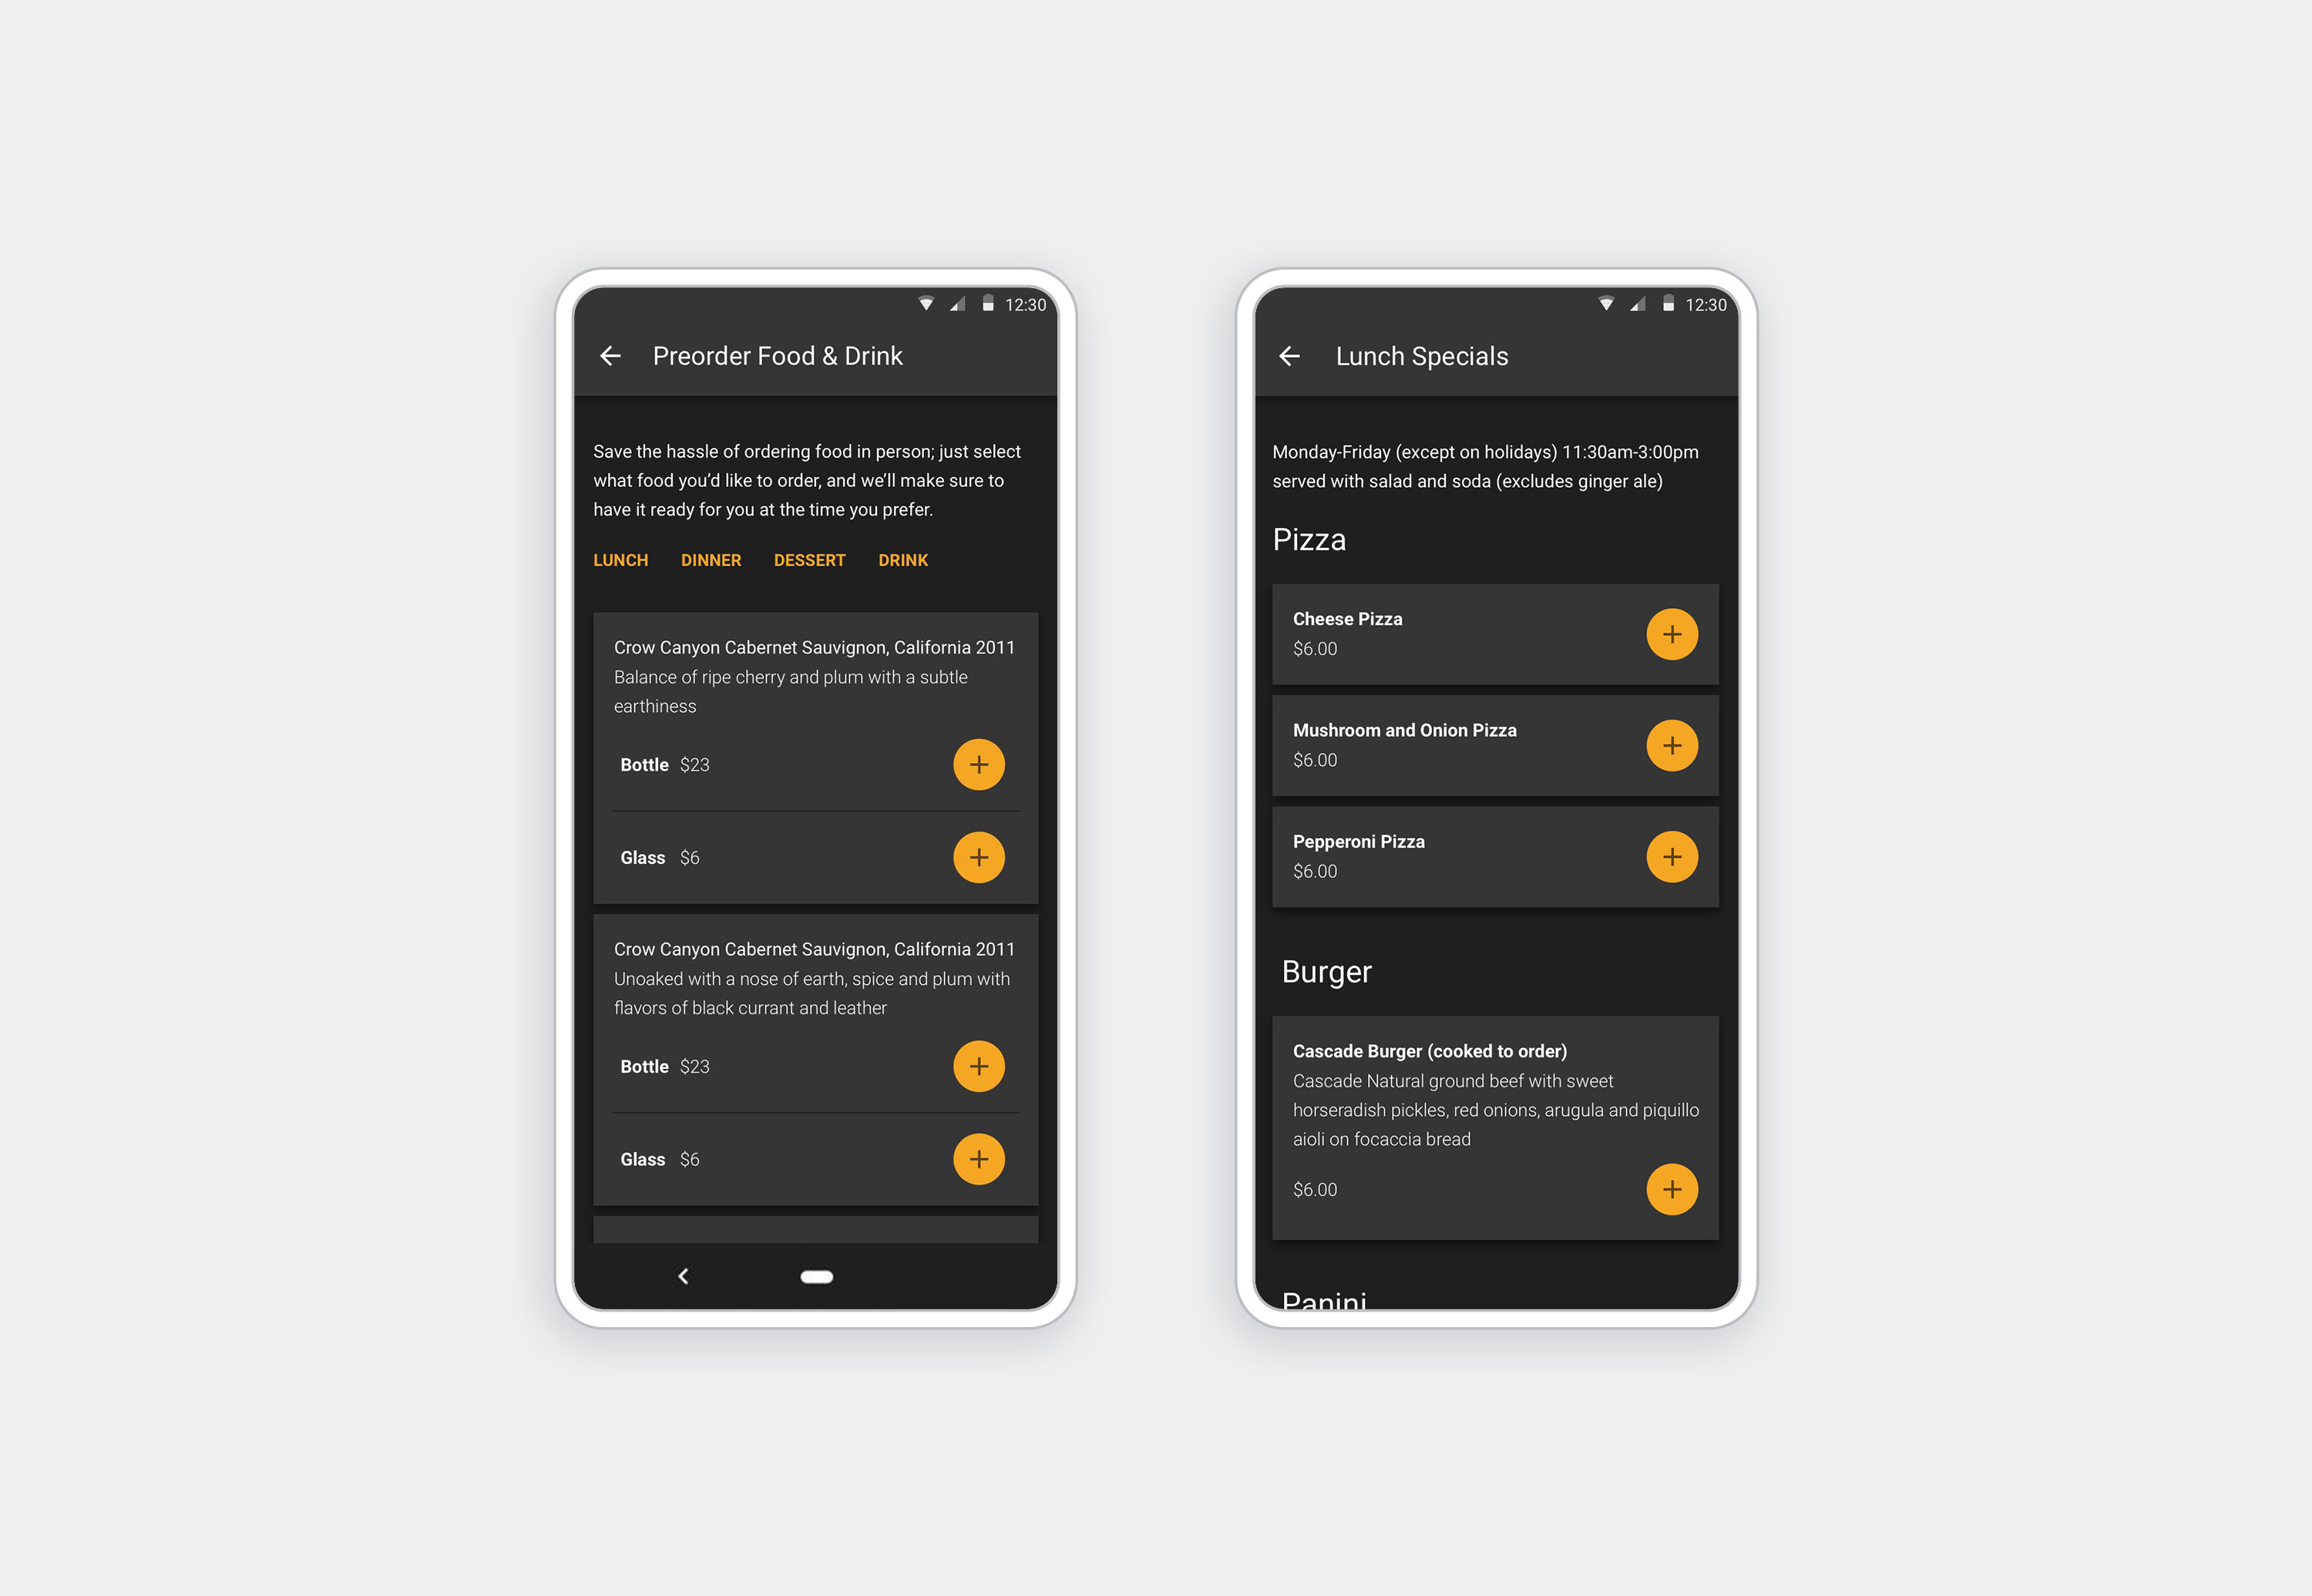 12:30
Preorder Food & Drink
Save the hassle of ordering food in person; just select
what food you’d like to order, and we’ll make sure to
have it ready for you at the time you prefer.
LUNCH DINNER DESSERT DRINK
Crow Canyon Cabernet Sauvignon, California 2011
Balance of ripe cherry and plum with a subtle
earthiness
Bottle $23
Glass $6
Crow Canyon Cabernet Sauvignon, California 2011
Unoaked with a nose of earth, spice and plum with
flavors of black currant and leather
Bottle $23
Glass $6
12:30
Lunch Specials
Monday-Friday (except on holidays) 11:30am-3:00pm
served with salad and soda (excludes ginger ale)
Pizza
Cheese Pizza
$6.00
Mushroom and Onion Pizza
$6.00
Pepperoni Pizza
$6.00
Burger
Cascade Burger (cooked to order)
Cascade Natural ground beef with sweet
horseradish pickles, red onions, arugula and piquillo
aioli on focaccia bread
$6.00
Panini